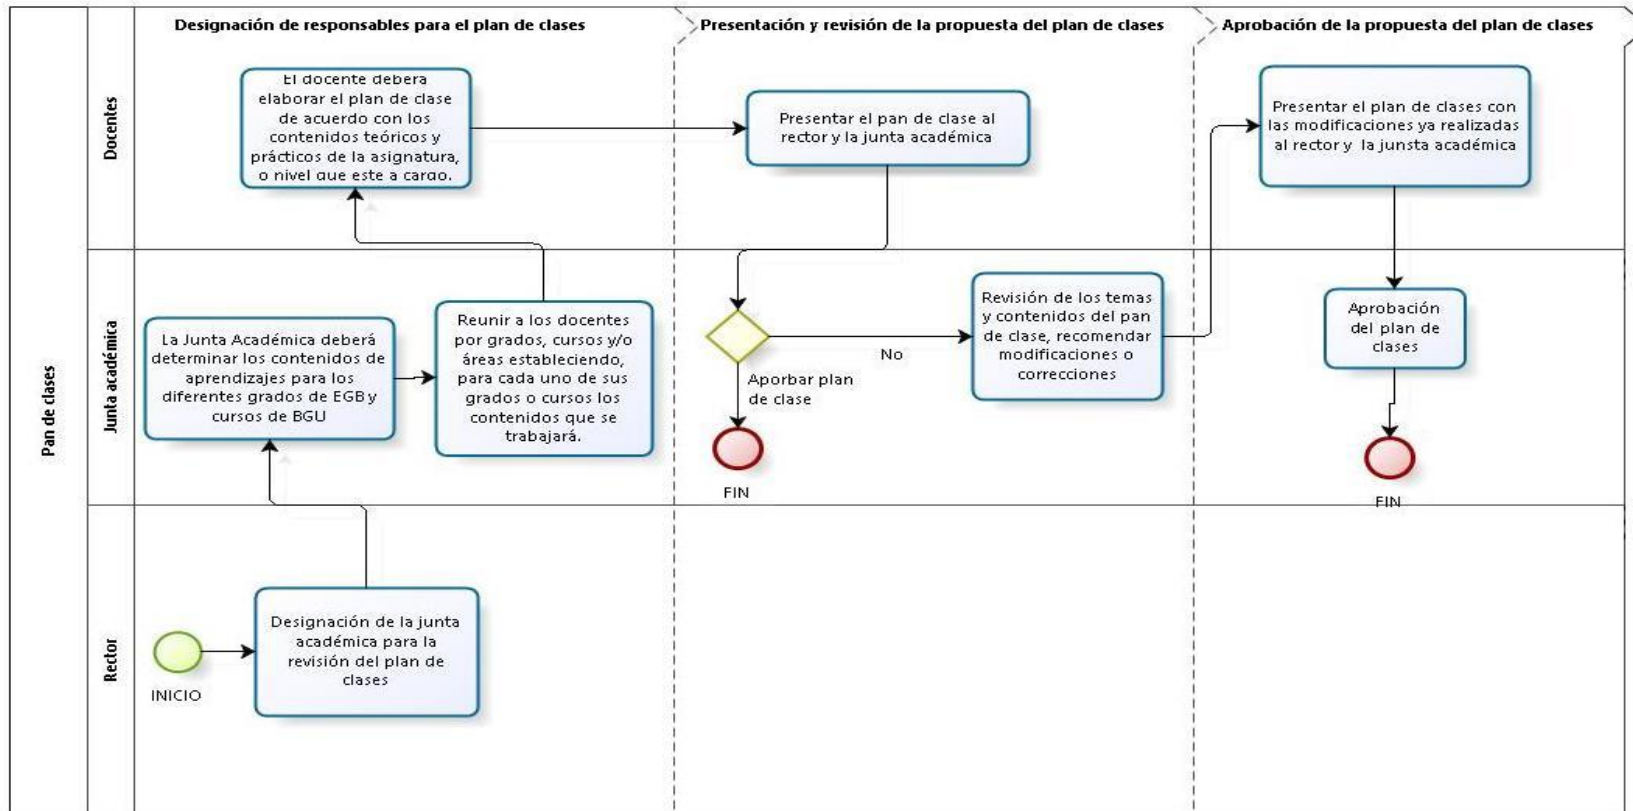 Designación de responsables para el plan de clases
Presentación y revisión de la propuesta del plan de clases
Aprobación de la propuesta del plan de clases
Pan de clases
Docentes
El docente debera
elaborar el plan de clase
de acuerdo con los
contenidos teóricos y
prácticos de la asignatura,
o nivel que este a cargo.
Presentar el pan de clase al
rector y la junta académica
Presentar el plan de clases con
las modificaciones ya realizadas
al rector y la junsta académica
Junta académica
La Junta Académica deberá
determinar los contenidos de
aprendizajes para los
diferentes grados de EGB y
cursos de BGU
Reunir a los docentes
por grados, cursos y/o
áreas estableciendo,
para cada uno de sus
grados o cursos los
contenidos que se
trabajará.
No
Aporbar plan
de clase
FIN
Revisión de los temas
y contenidos del pan
de clase, recomendar
modificaciones o
correcciones
Aprobación
del plan de
clases
FIN
Rector
INICIO
Designación de la junta
académica para la
revisión del plan de
clases